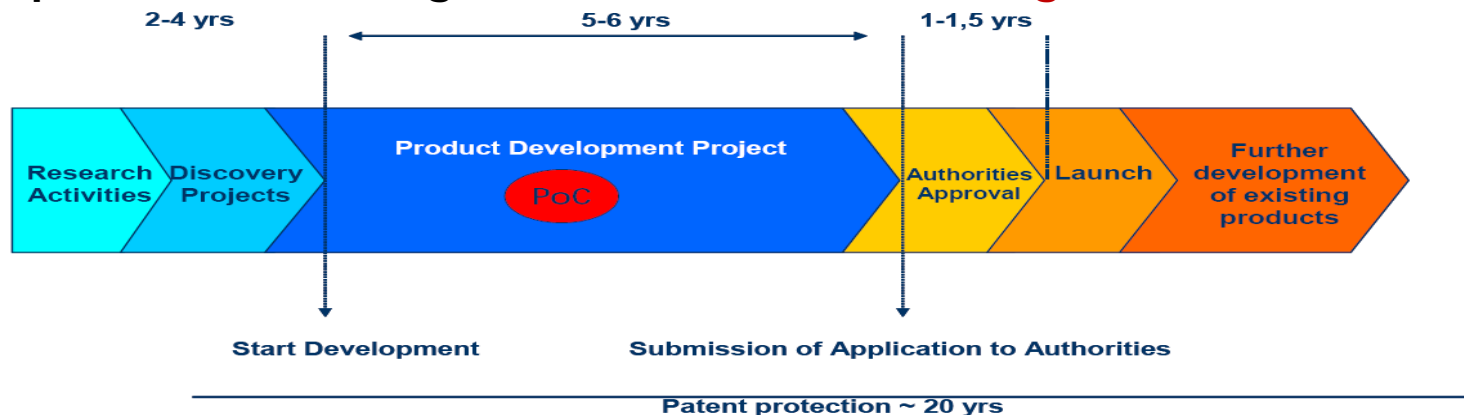 2-4 yrs
5-6 yrs
1-1,5 yrs
Research
Activities
Discovery
Projects
Product Development Project
PoC
Authorities
Approval
Launch
Further
development
of existing
products
Start Development
Submission of Application to Authorities
Patent protection ~ 20 yrs